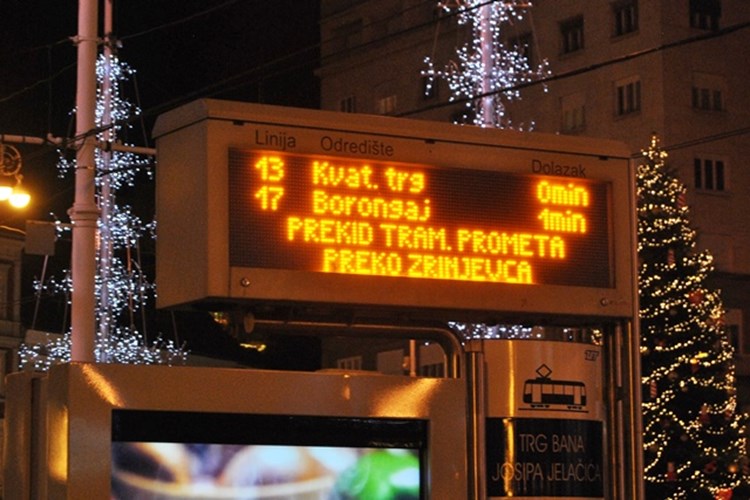 Linija Odredište Dolazak
13 Kvat. trg 0min
17 Borongaj 1min
PREKID TRAM. PROMETA
PREKO ZRINJEVCA
TRG BANA
JOSIPA JELAČIĆA